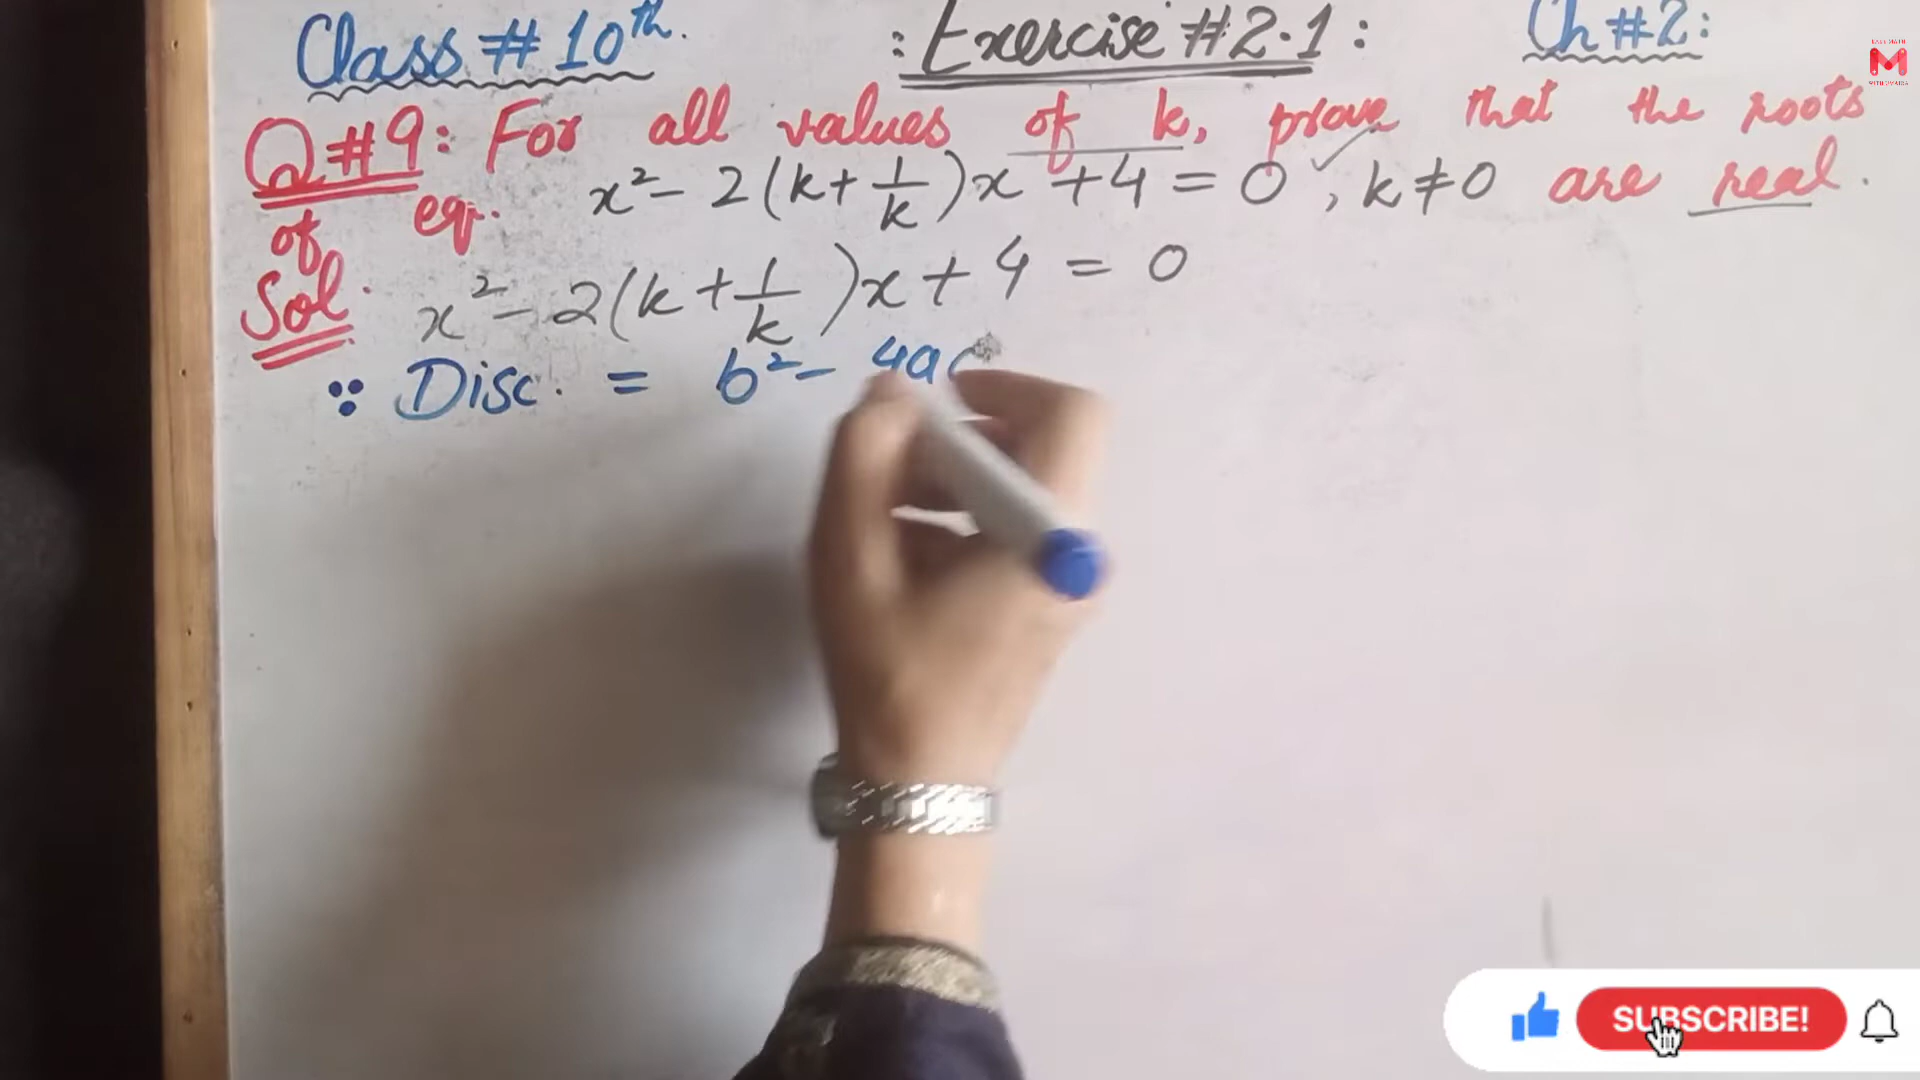 Class # 10th.
: Exercise # 2.1 :
Ch # 2:
Q # 9: For all values of k, prove that the roots
of eq. x² - 2(k + 1/k)x + 4 = 0, k ≠ 0 are real.
Sol. x² - 2(k + 1/k)x + 4 = 0
∵ Disc. = b² - 4ac
SUBSCRIBE!
M